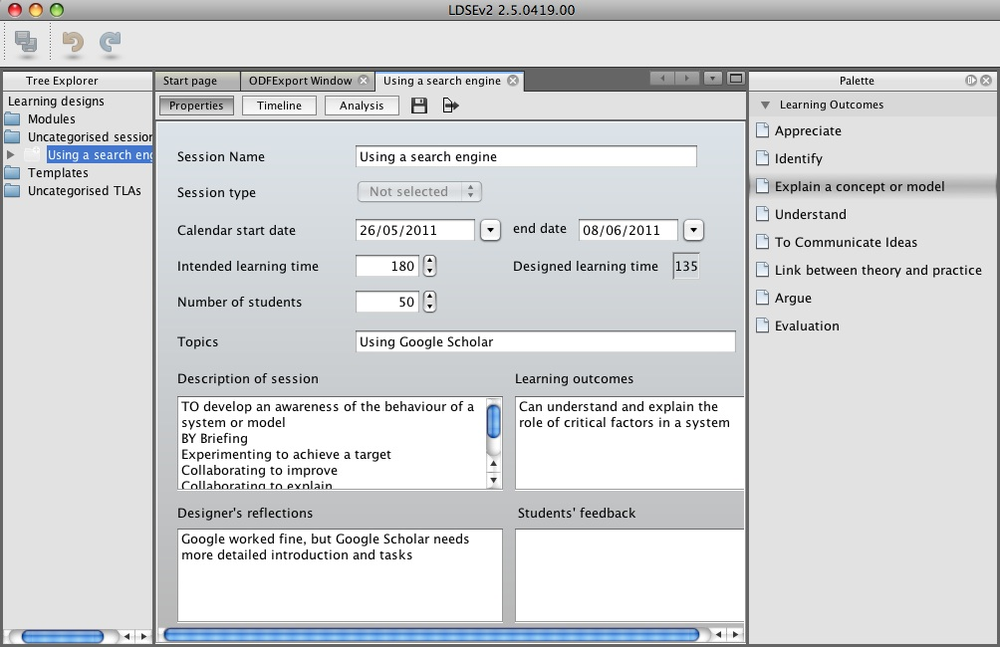 LDSEv2 2.5.0419.00
Tree Explorer
Learning designs
Modules
Uncategorised session
Using a search eng
Templates
Uncategorised TLAs
Start page
ODFExport Window
Using a search engine
Properties
Timeline
Analysis
Session Name
Using a search engine
Session type
Not selected
Calendar start date
26/05/2011
end date
08/06/2011
Intended learning time
180
Designed learning time
135
Number of students
50
Topics
Using Google Scholar
Description of session
TO develop an awareness of the behaviour of a
system or model
BY Briefing
Experimenting to achieve a target
Collaborating to improve
Collaborating to explain
Learning outcomes
Can understand and explain the
role of critical factors in a system
Designer's reflections
Google worked fine, but Google Scholar needs
more detailed introduction and tasks
Students' feedback
Palette
Learning Outcomes
Appreciate
Identify
Explain a concept or model
Understand
To Communicate Ideas
Link between theory and practice
Argue
Evaluation